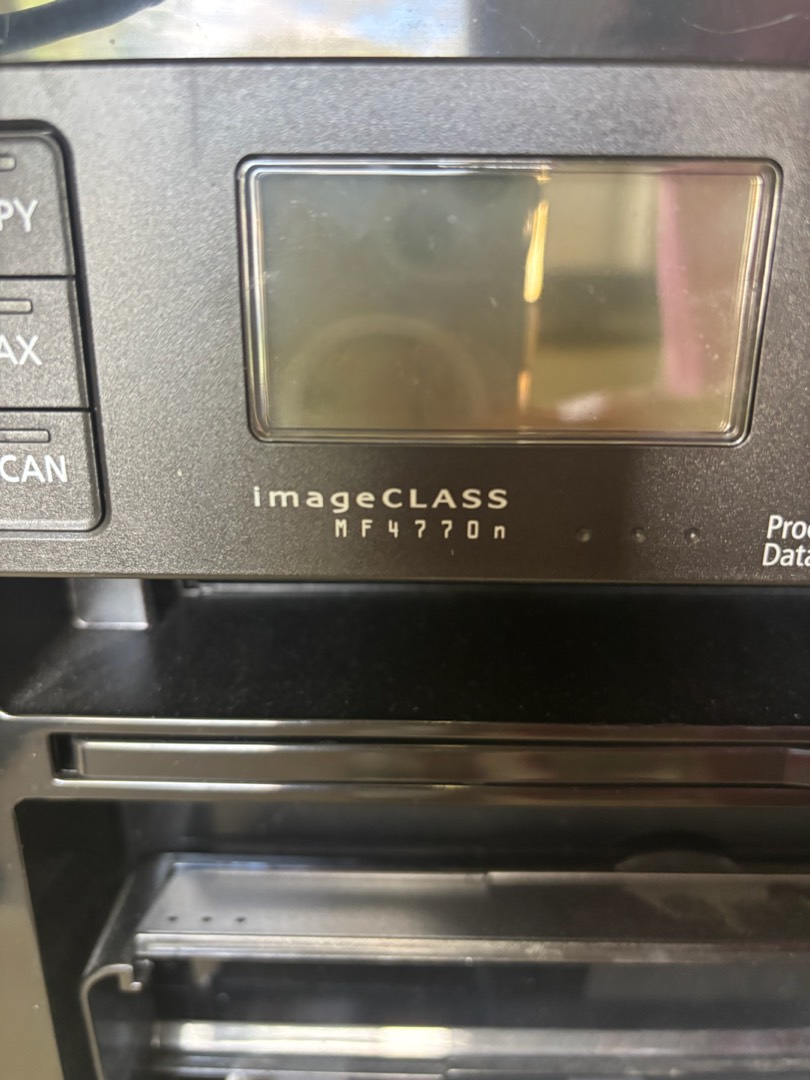 PY
AX
CAN
imageCLASS
MF4770n
Proc
Data